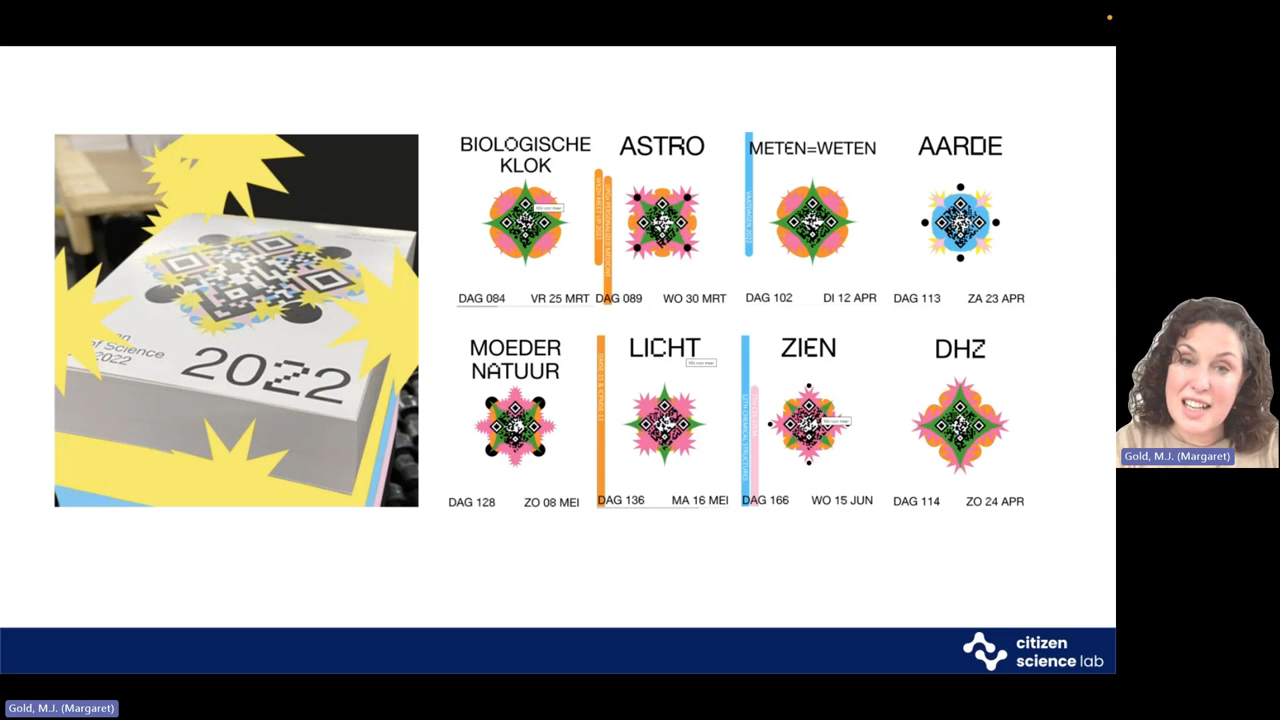 BIOLOGISCHE
KLOK
DAG 084
VR 25 MRT
ASTRO
DAG 089
WO 30 MRT
METEN=WETEN
DAG 102
DI 12 APR
AARDE
DAG 113
ZA 23 APR
of Science
2022
2022
MOEDER
NATUUR
DAG 128
ZO 08 MEI
LICHT
DAG 136
MA 16 MEI
ZIEN
DAG 166
WO 15 JUN
DHZ
DAG 114
ZO 24 APR
Gold, M.J. (Margaret)
citizen
science lab
Gold, M.J. (Margaret)